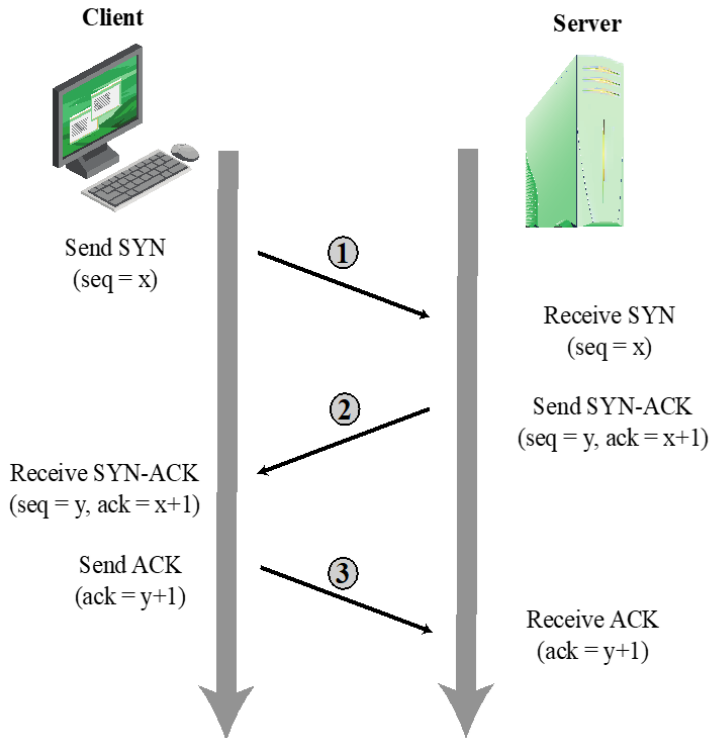 Client
Server
Send SYN
(seq = x)
1
Receive SYN
(seq = x)
2
Send SYN-ACK
(seq = y, ack = x+1)
Receive SYN-ACK
(seq = y, ack = x+1)
Send ACK
(ack = y+1)
3
Receive ACK
(ack = y+1)